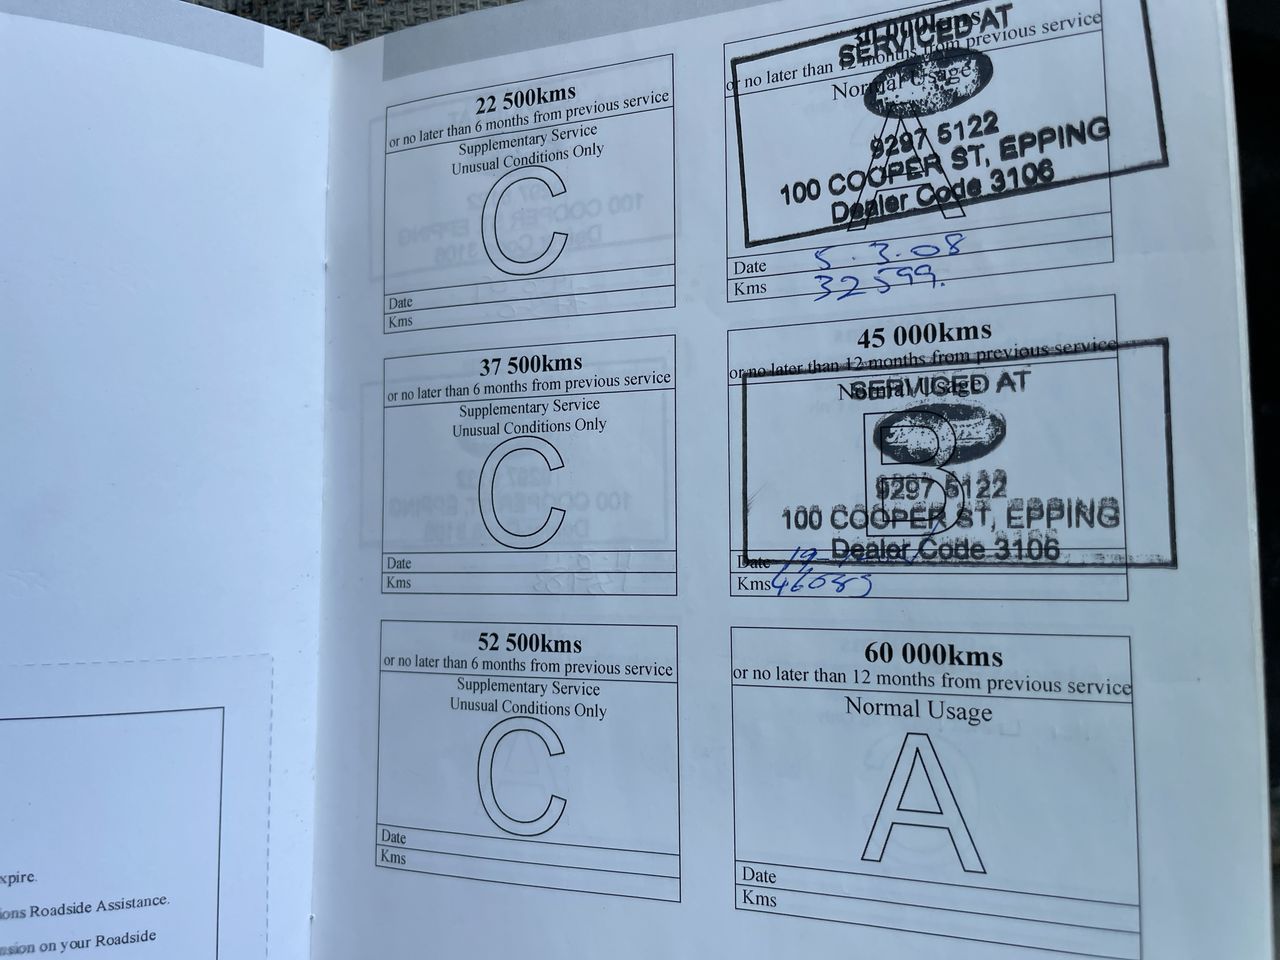 22 500kms
or no later than 6 months from previous service
Supplementary Service
Unusual Conditions Only
C
Date
Kms
37 500kms
or no later than 6 months from previous service
Supplementary Service
Unusual Conditions Only
C
Date
Kms
52 500kms
or no later than 6 months from previous service
Supplementary Service
Unusual Conditions Only
C
Date
Kms
SERVICED AT
or no later than 12 months from previous service
Normal Usage
A
9297 5122
100 COOPER ST, EPPING
Dealer Code 3106
Date 5.3.08
Kms 32599.
45 000kms
or no later than 12 months from previous service
Normal Usage
SERVICED AT
B
9297 5122
100 COOPER ST, EPPING
Dealer Code 3106
Date
Kms 46089
60 000kms
or no later than 12 months from previous service
Normal Usage
A
Date
Kms
Roadside Assistance.
on your Roadside